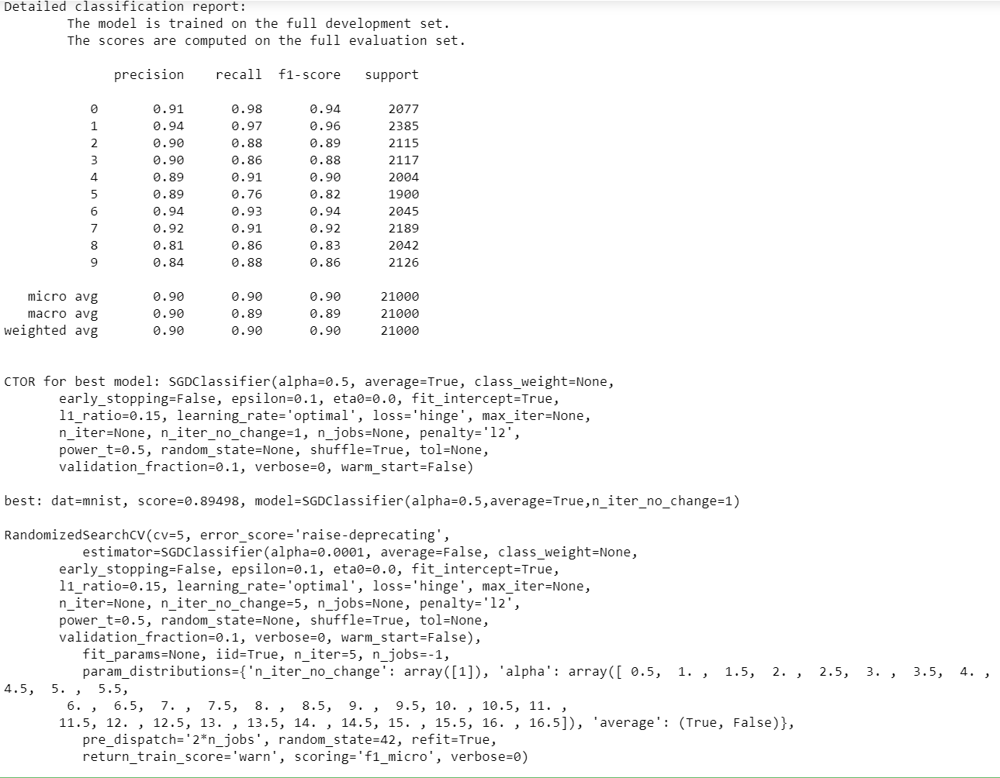 Detailed classification report:
The model is trained on the full development set.
The scores are computed on the full evaluation set.
precision recall f1-score support
0 0.91 0.98 0.94 2077
1 0.94 0.97 0.96 2385
2 0.90 0.88 0.89 2115
3 0.90 0.86 0.88 2117
4 0.89 0.91 0.90 2004
5 0.89 0.76 0.82 1900
6 0.94 0.93 0.94 2045
7 0.92 0.91 0.92 2189
8 0.81 0.86 0.83 2042
9 0.84 0.88 0.86 2126
micro avg 0.90 0.90 0.90 21000
macro avg 0.90 0.89 0.89 21000
weighted avg 0.90 0.90 0.90 21000
CTOR for best model: SGDClassifier(alpha=0.5, average=True, class_weight=None,
early_stopping=False, epsilon=0.1, eta0=0.0, fit_intercept=True,
l1_ratio=0.15, learning_rate='optimal', loss='hinge', max_iter=None,
n_iter=None, n_iter_no_change=1, n_jobs=None, penalty='l2',
power_t=0.5, random_state=None, shuffle=True, tol=None,
validation_fraction=0.1, verbose=0, warm_start=False)
best: dat=mnist, score=0.89498, model=SGDClassifier(alpha=0.5,average=True,n_iter_no_change=1)
RandomizedSearchCV(cv=5, error_score='raise-deprecating',
estimator=SGDClassifier(alpha=0.0001, average=False, class_weight=None,
early_stopping=False, epsilon=0.1, eta0=0.0, fit_intercept=True,
l1_ratio=0.15, learning_rate='optimal', loss='hinge', max_iter=None,
n_iter=None, n_iter_no_change=5, n_jobs=None, penalty='l2',
power_t=0.5, random_state=None, shuffle=True, tol=None,
validation_fraction=0.1, verbose=0, warm_start=False),
fit_params=None, iid=True, n_iter=5, n_jobs=-1,
param_distributions={'n_iter_no_change': array([1]), 'alpha': array([ 0.5, 1. , 1.5, 2. , 2.5, 3. , 3.5, 4. ,
4.5, 5. , 5.5,
6. , 6.5, 7. , 7.5, 8. , 8.5, 9. , 9.5, 10. , 10.5, 11. ,
11.5, 12. , 12.5, 13. , 13.5, 14. , 14.5, 15. , 15.5, 16. , 16.5]), 'average': (True, False)},
pre_dispatch='2*n_jobs', random_state=42, refit=True,
return_train_score='warn', scoring='f1_micro', verbose=0)